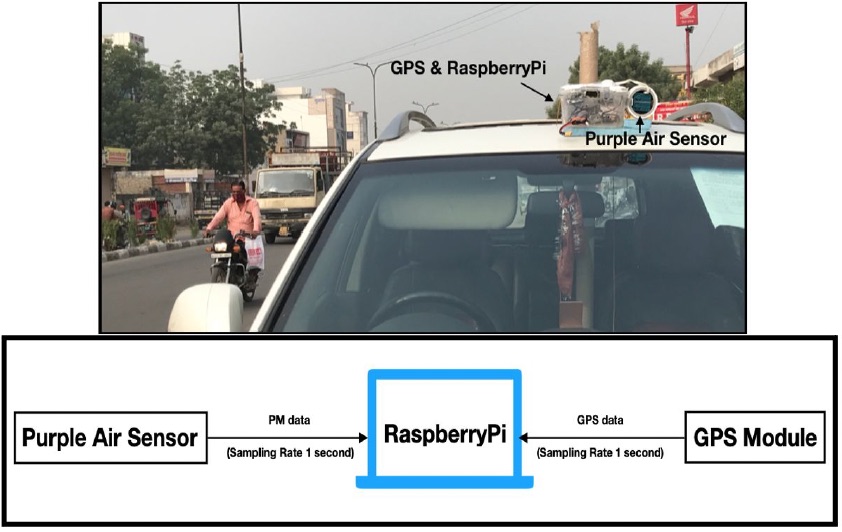 GPS & RaspberryPi
Purple Air Sensor
PM data
GPS data
Purple Air Sensor
RaspberryPi
GPS Module
(Sampling Rate 1 second)
(Sampling Rate 1 second)